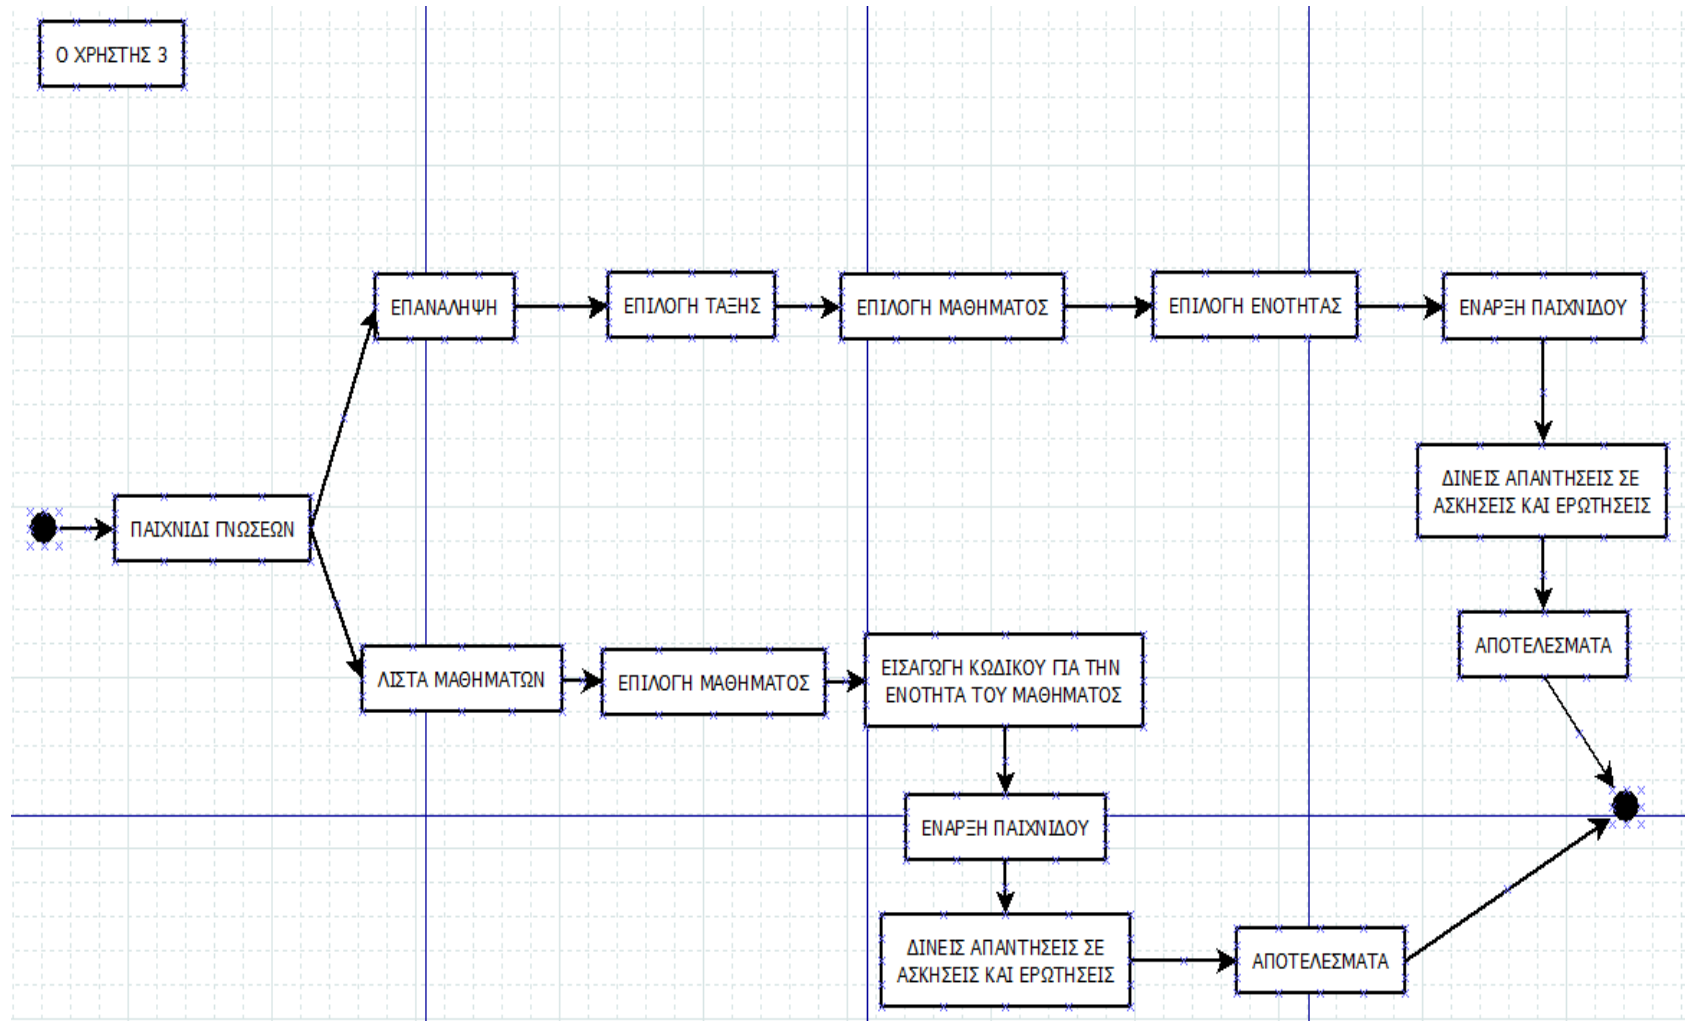 Ο ΧΡΗΣΤΗΣ 3
ΕΠΑΝΑΛΗΨΗ
ΕΠΙΛΟΓΗ ΤΑΞΗΣ
ΕΠΙΛΟΓΗ ΜΑΘΗΜΑΤΟΣ
ΕΠΙΛΟΓΗ ΕΝΟΤΗΤΑΣ
ΕΝΑΡΞΗ ΠΑΙΧΝΙΔΟΥ
ΔΙΝΕΙΣ ΑΠΑΝΤΗΣΕΙΣ ΣΕ
ΑΣΚΗΣΕΙΣ ΚΑΙ ΕΡΩΤΗΣΕΙΣ
ΑΠΟΤΕΛΕΣΜΑΤΑ
ΠΑΙΧΝΙΔΙ ΓΝΩΣΕΩΝ
ΛΙΣΤΑ ΜΑΘΗΜΑΤΩΝ
ΕΠΙΛΟΓΗ ΜΑΘΗΜΑΤΟΣ
ΕΙΣΑΓΩΓΗ ΚΩΔΙΚΟΥ ΓΙΑ ΤΗΝ
ΕΝΟΤΗΤΑ ΤΟΥ ΜΑΘΗΜΑΤΟΣ
ΕΝΑΡΞΗ ΠΑΙΧΝΙΔΟΥ
ΔΙΝΕΙΣ ΑΠΑΝΤΗΣΕΙΣ ΣΕ
ΑΣΚΗΣΕΙΣ ΚΑΙ ΕΡΩΤΗΣΕΙΣ
ΑΠΟΤΕΛΕΣΜΑΤΑ